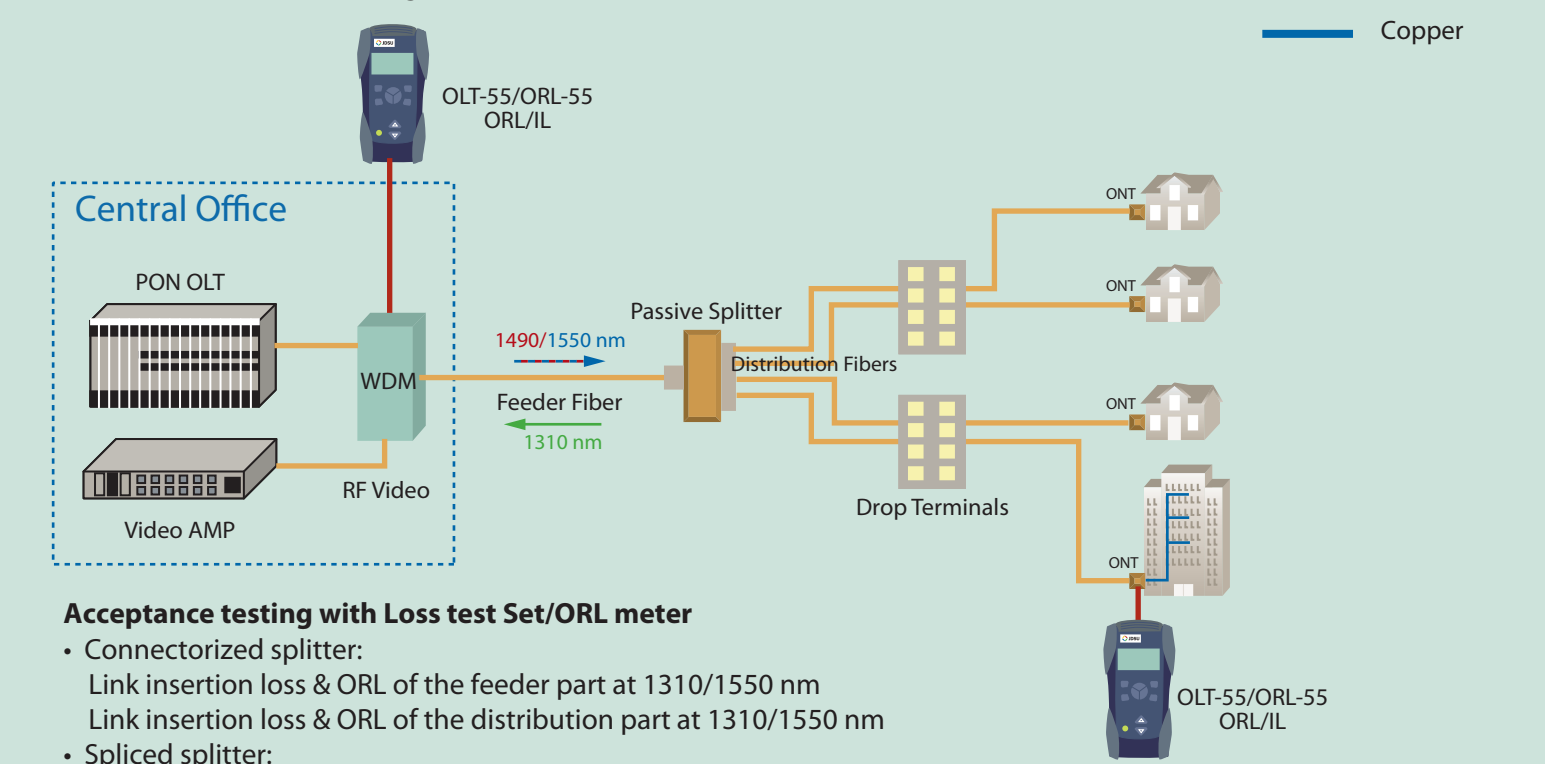 Copper
OLT-55/ORL-55
ORL/IL
Central Office
PON OLT
WDM
RF Video
Video AMP
1490/1550 nm
Feeder Fiber
1310 nm
Passive Splitter
Distribution Fibers
Drop Terminals
ONT
ONT
ONT
ONT
OLT-55/ORL-55
ORL/IL
Acceptance testing with Loss test Set/ORL meter
• Connectorized splitter:
Link insertion loss & ORL of the feeder part at 1310/1550 nm
Link insertion loss & ORL of the distribution part at 1310/1550 nm
• Spliced splitter: